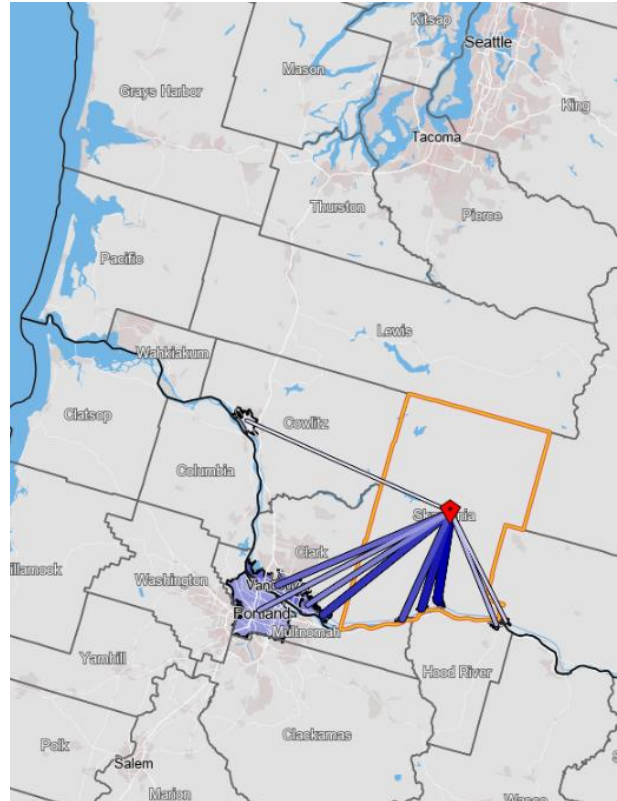 Kitsap
Seattle
Mason
Grays Harbor
King
Tacoma
Thurston
Pierce
Pacific
Lewis
Wahkiakum
Clatsop
Cowlitz
Columbia
Clark
Washington
Portland
Multnomah
Hood River
Yamhill
Clackamas
Polk
Salem
Marion